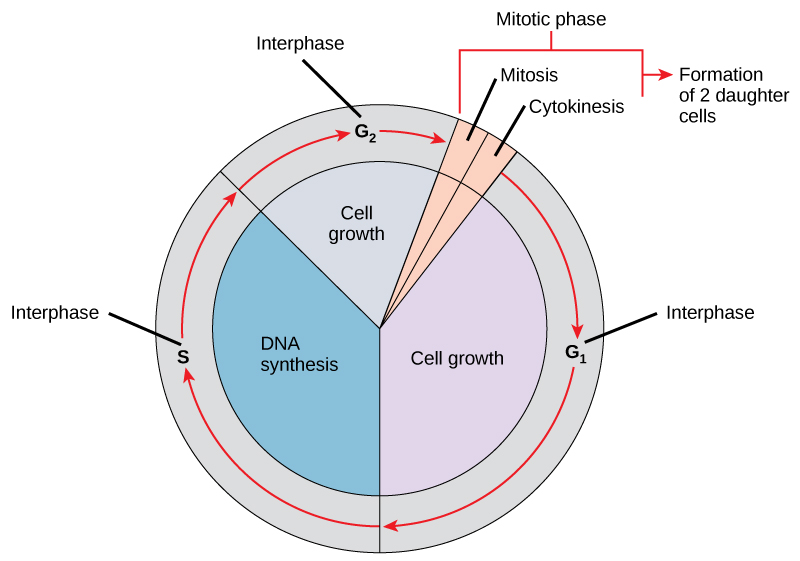 Mitotic phase
Interphase
Mitosis
Formation
of 2 daughter
cells
Cytokinesis
G₂
Cell
growth
Interphase
Interphase
DNA
synthesis
S
Cell growth
G₁